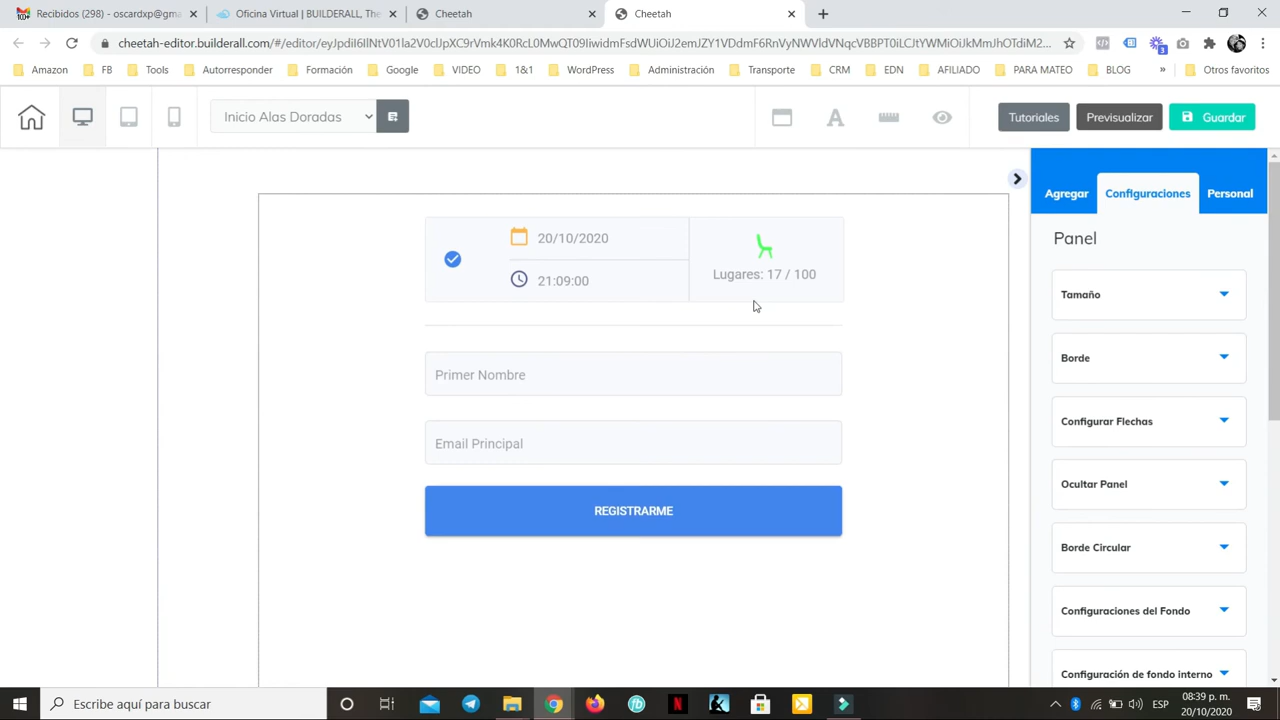 Recibidos (298) - oscardxp@gm
Oficina Virtual | BUILDERALL, The
Cheetah
Cheetah
cheetah-editor.builderall.com/#/editor/eyJpdiI6IlNtV01la2V0clJpX
Amazon
FB
Tools
Autorresponder
Formación
Google
VIDEO
1&1
WordPress
Administración
Transporte
CRM
EDN
AFILIADO
PARA MATEO
BLOG
»
Otros favoritos
Inicio Alas Doradas
Tutoriales
Previsualizar
Guardar
Agregar
Configuraciones
Personal
Panel
Tamaño
Borde
Configurar Flechas
Ocultar Panel
Borde Circular
Configuraciones del Fondo
Configuración de fondo interno
20/10/2020
21:09:00
Lugares: 17 / 100
Primer Nombre
Email Principal
REGISTRARME
Escribe aquí para buscar
ESP
08:39 p. m.
20/10/2020